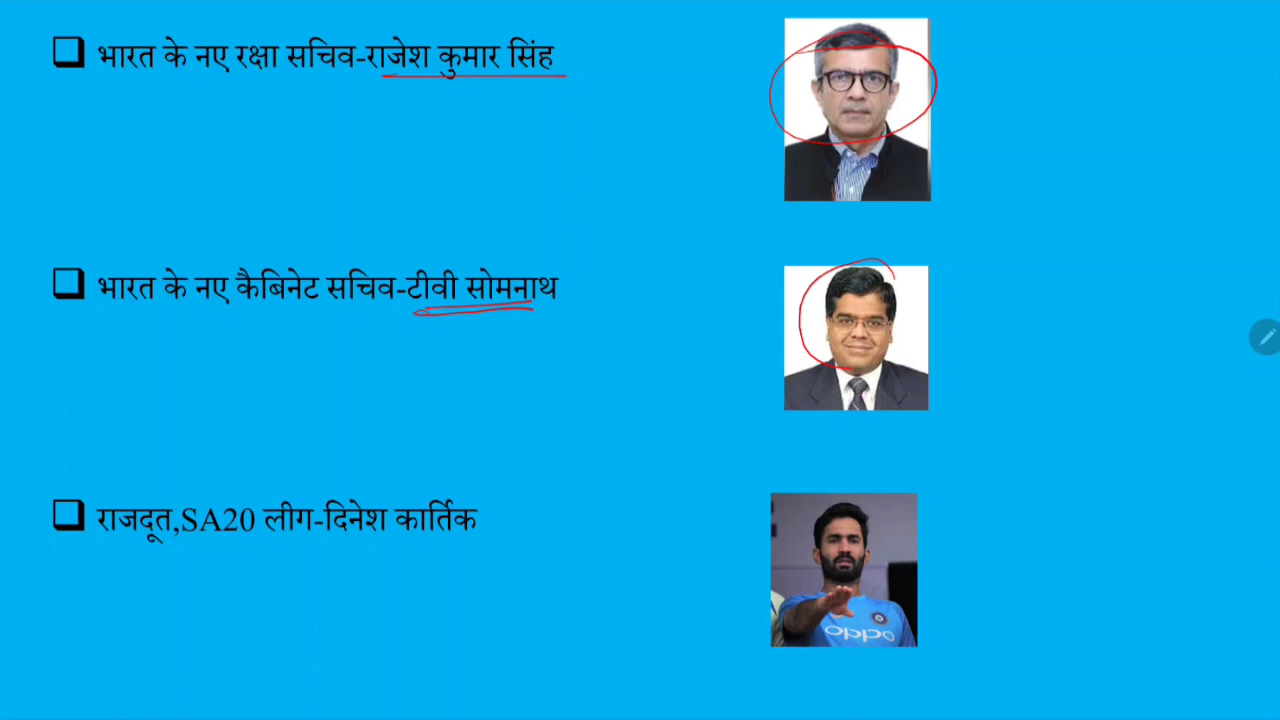 भारत के नए रक्षा सचिव-राजेश कुमार सिंह
भारत के नए कैबिनेट सचिव-टीवी सोमनाथ
राजदूत,SA20 लीग-दिनेश कार्तिक
oppo